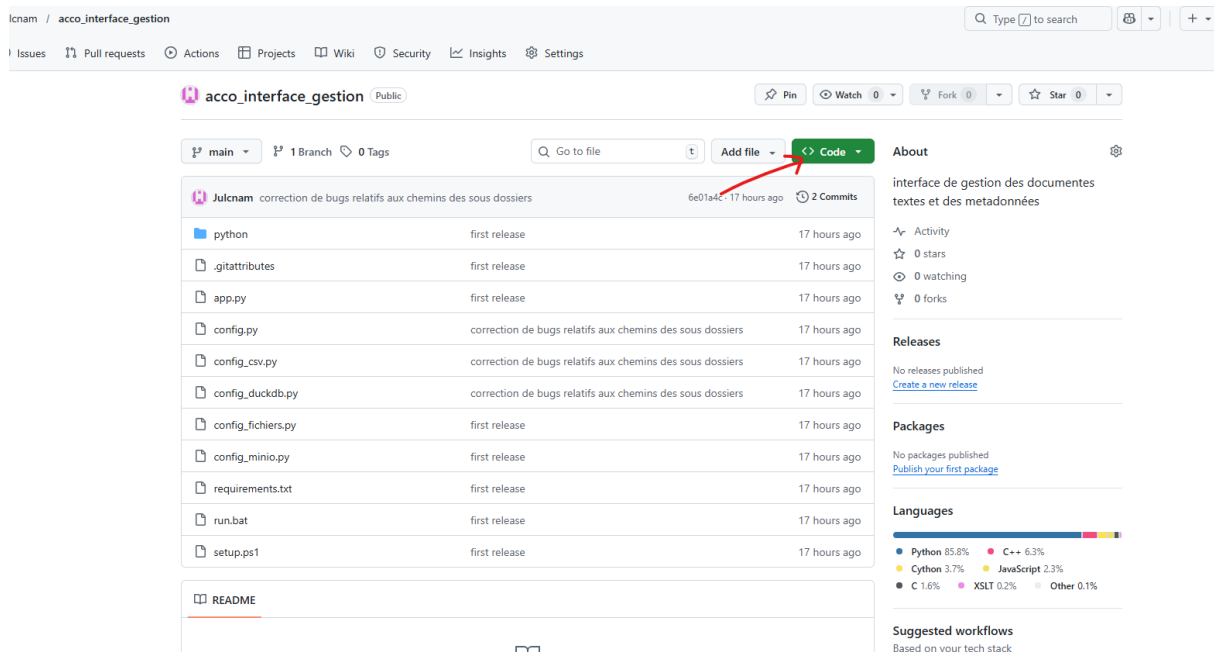 lcnam / acco_interface_gestion
Type / to search
Issues Pull requests Actions Projects Wiki Security Insights Settings
acco_interface_gestion Public
Pin Watch 0 Fork 0 Star 0
main 1 Branch 0 Tags
Go to file t Add file <> Code
About
interface de gestion des documentes
textes et des metadonnées
Julcnam correction de bugs relatifs aux chemins des sous dossiers 6e01a4c · 17 hours ago 2 Commits
python first release 17 hours ago
.gitattributes first release 17 hours ago
app.py first release 17 hours ago
config.py correction de bugs relatifs aux chemins des sous dossiers 17 hours ago
config_csv.py correction de bugs relatifs aux chemins des sous dossiers 17 hours ago
config_duckdb.py correction de bugs relatifs aux chemins des sous dossiers 17 hours ago
config_fichiers.py first release 17 hours ago
config_minio.py first release 17 hours ago
requirements.txt first release 17 hours ago
run.bat first release 17 hours ago
setup.ps1 first release 17 hours ago
README
Activity
0 stars
0 watching
0 forks
Releases
No releases published
Create a new release
Packages
No packages published
Publish your first package
Languages
Python 85.8% C++ 6.3%
Cython 3.7% JavaScript 2.3%
C 1.6% XSLT 0.2% Other 0.1%
Suggested workflows
Based on your tech stack